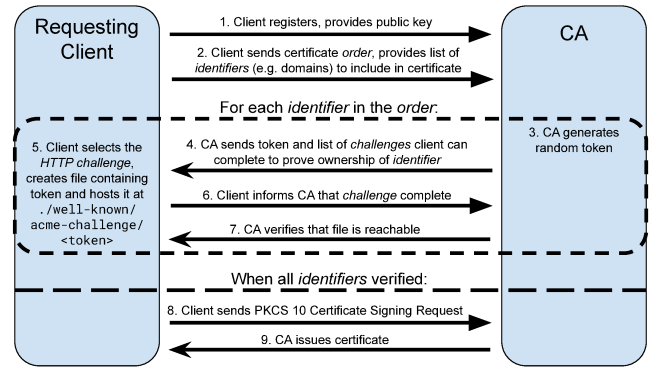 Requesting
Client
CA
1. Client registers, provides public key
2. Client sends certificate order, provides list of
identifiers (e.g. domains) to include in certificate
For each identifier in the order:
3. CA generates
random token
4. CA sends token and list of challenges client can
complete to prove ownership of identifier
5. Client selects the
HTTP challenge,
creates file containing
token and hosts it at
./well-known/
acme-challenge/
<token>
6. Client informs CA that challenge complete
7. CA verifies that file is reachable
When all identifiers verified:
8. Client sends PKCS 10 Certificate Signing Request
9. CA issues certificate